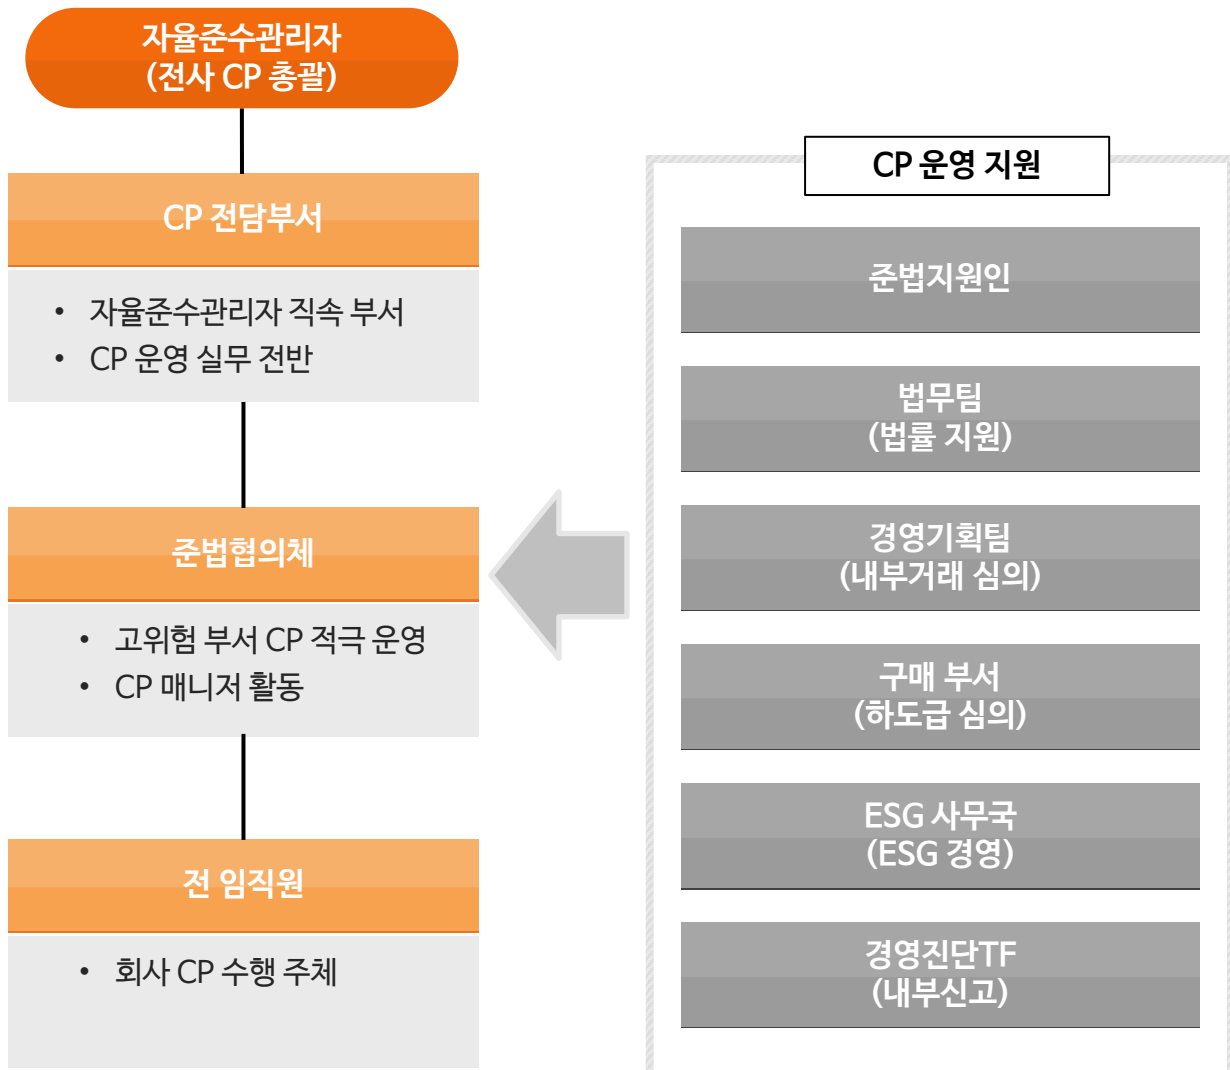 자율준수관리자
(전사 CP 총괄)
CP 전담부서
• 자율준수관리자 직속 부서
• CP 운영 실무 전반
준법협의체
• 고위험 부서 CP 적극 운영
• CP 매니저 활동
전 임직원
• 회사 CP 수행 주체
CP 운영 지원
준법지원인
법무팀
(법률 지원)
경영기획팀
(내부거래 심의)
구매 부서
(하도급 심의)
ESG 사무국
(ESG 경영)
경영진단TF
(내부신고)